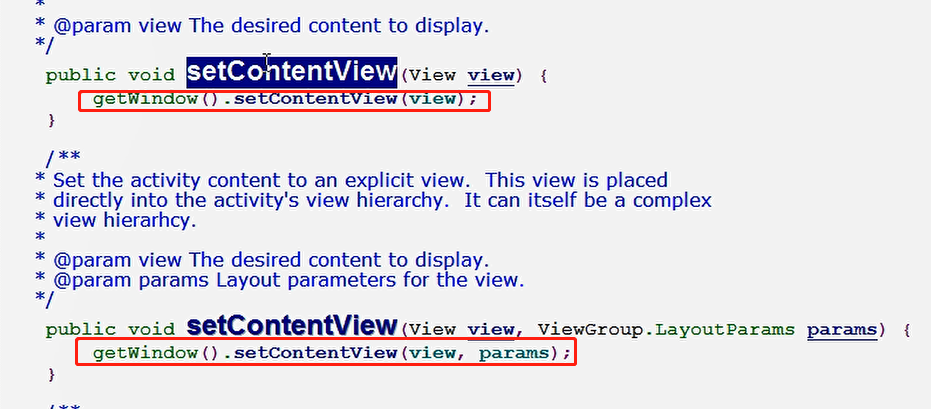 *
* @param view The desired content to display.
*/
public void setContentView(View view) {
getWindow().setContentView(view);
}
/**
* Set the activity content to an explicit view.  This view is placed
* directly into the activity's view hierarchy.  It can itself be a complex
* view hierarhcy.
*
* @param view The desired content to display.
* @param params Layout parameters for the view.
*/
public void setContentView(View view, ViewGroup.LayoutParams params) {
getWindow().setContentView(view, params);
}
/**